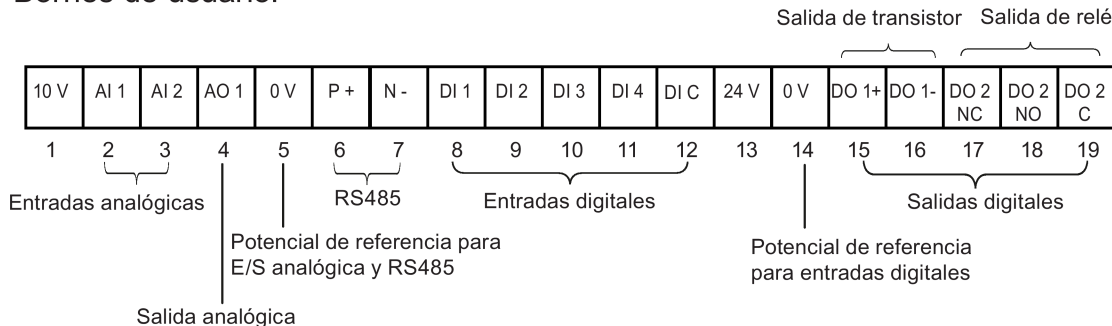 Bornes de usuario:
Salida de transistor Salida de relé
10 V AI 1 AI 2 AO 1 0 V P + N - DI 1 DI 2 DI 3 DI 4 DI C 24 V 0 V DO 1+ DO 1- DO 2 NC DO 2 NO DO 2 C
1 2 3 4 5 6 7 8 9 10 11 12 13 14 15 16 17 18 19
Entradas analógicas
RS485
Entradas digitales
Salidas digitales
Potencial de referencia para
E/S analógica y RS485
Potencial de referencia
para entradas digitales
Salida analógica